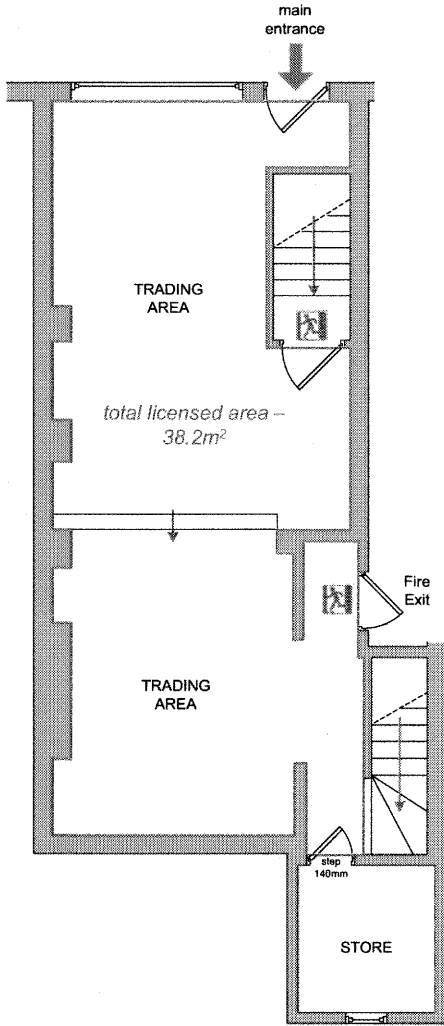 main
entrance
TRADING
AREA
total licensed area –
38.2m²
Fire
Exit
TRADING
AREA
step
140mm
STORE